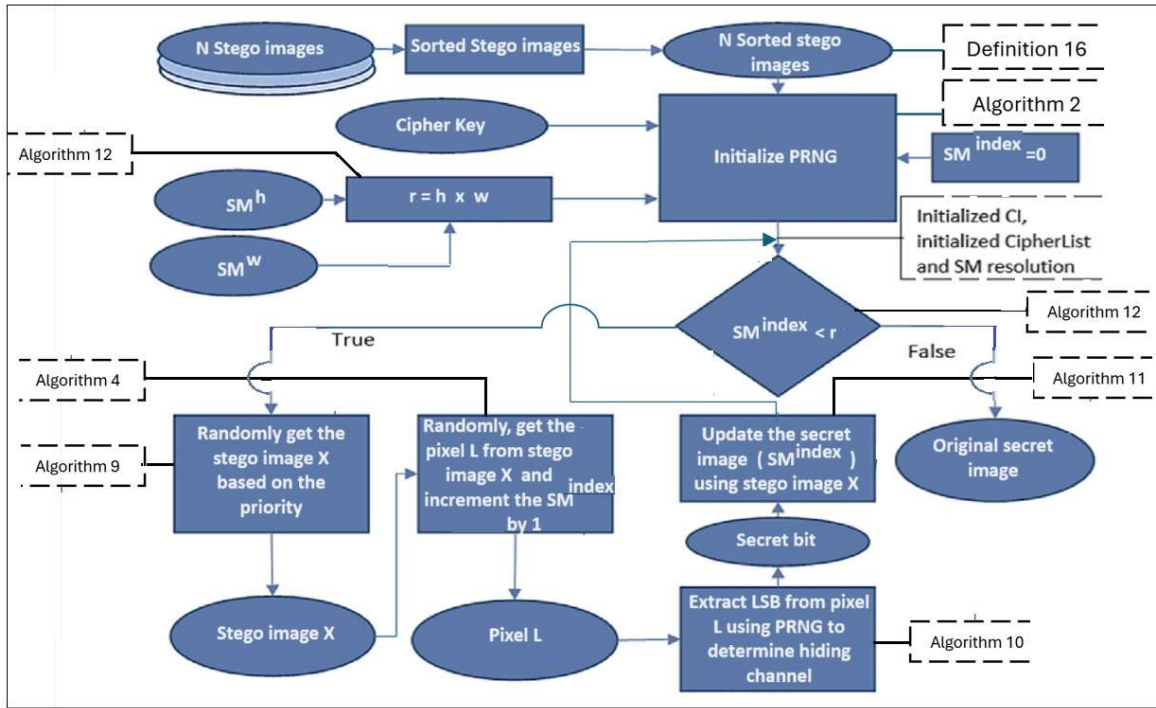 N Stego images
Sorted Stego images
N Sorted stego
images
Definition 16
Algorithm 2
Cipher Key
Initialize PRNG
SM index =0
Algorithm 12
SM h
r = h x w
SM w
Initialized CI,
initialized CipherList
and SM resolution
Algorithm 12
SM index < r
True
False
Algorithm 4
Algorithm 11
Randomly get the
stego image X
based on the
priority
Randomly, get the
pixel L from stego
image X and
increment the SM index
by 1
Update the secret
image ( SM index )
using stego image X
Original secret
image
Algorithm 9
Secret bit
Stego image X
Pixel L
Extract LSB from pixel
L using PRNG to
determine hiding
channel
Algorithm 10